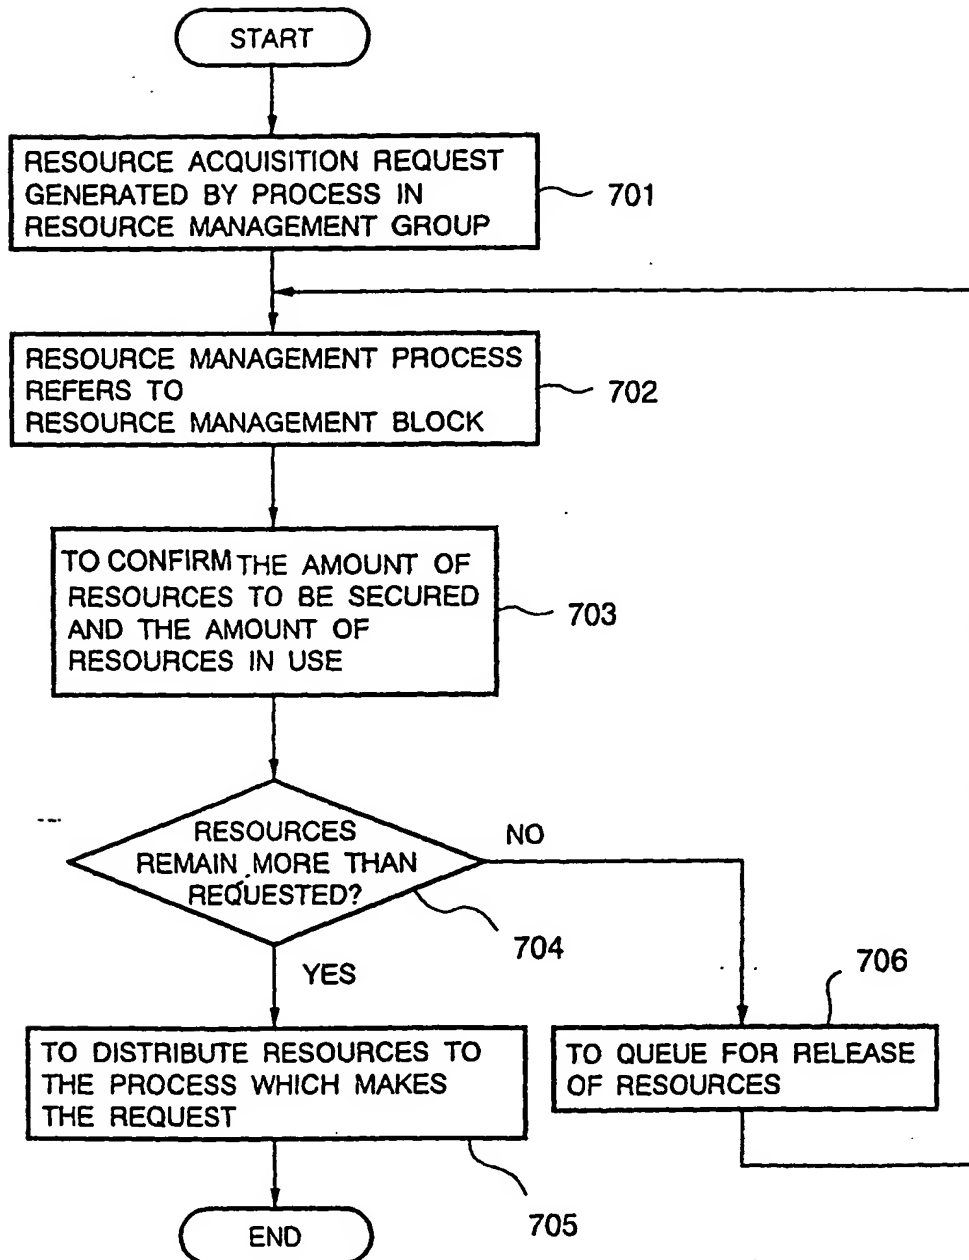 START
RESOURCE ACQUISITION REQUEST
GENERATED BY PROCESS IN
RESOURCE MANAGEMENT GROUP
701
RESOURCE MANAGEMENT PROCESS
REFERS TO
RESOURCE MANAGEMENT BLOCK
702
TO CONFIRM THE AMOUNT OF
RESOURCES TO BE SECURED
AND THE AMOUNT OF
RESOURCES IN USE
703
RESOURCES
REMAIN MORE THAN
REQUESTED?
NO
704
YES
706
TO DISTRIBUTE RESOURCES TO
THE PROCESS WHICH MAKES
THE REQUEST
705
TO QUEUE FOR RELEASE
OF RESOURCES
END